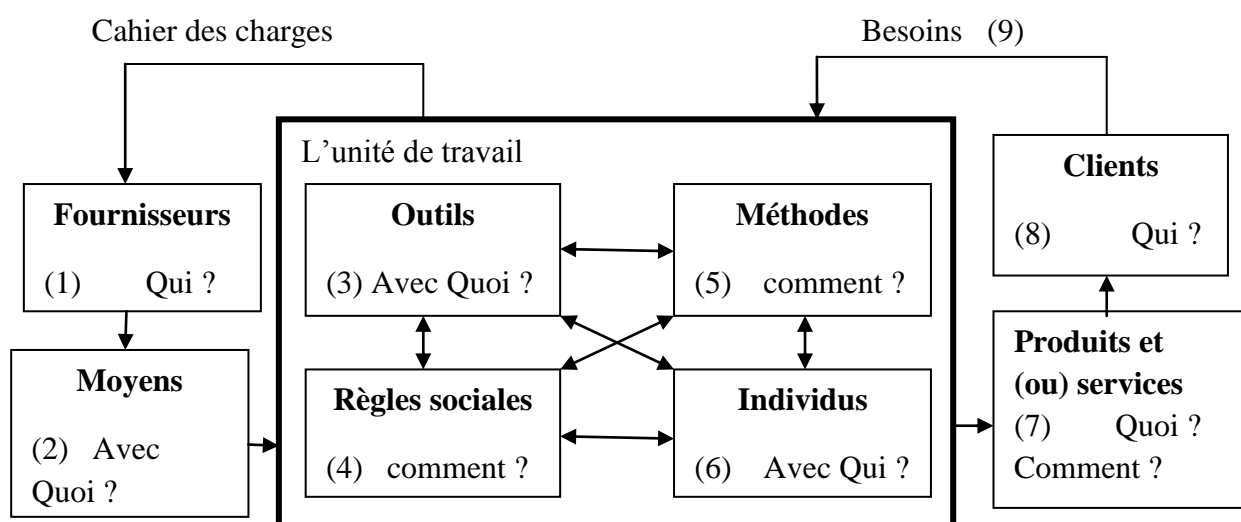 Cahier des charges
Besoins (9)
L'unité de travail
Fournisseurs
(1) Qui ?
Moyens
(2) Avec
Quoi ?
Outils
(3) Avec Quoi ?
Méthodes
(5) comment ?
Règles sociales
(4) comment ?
Individus
(6) Avec Qui ?
Clients
(8) Qui ?
Produits et
(ou) services
(7) Quoi ?
Comment ?